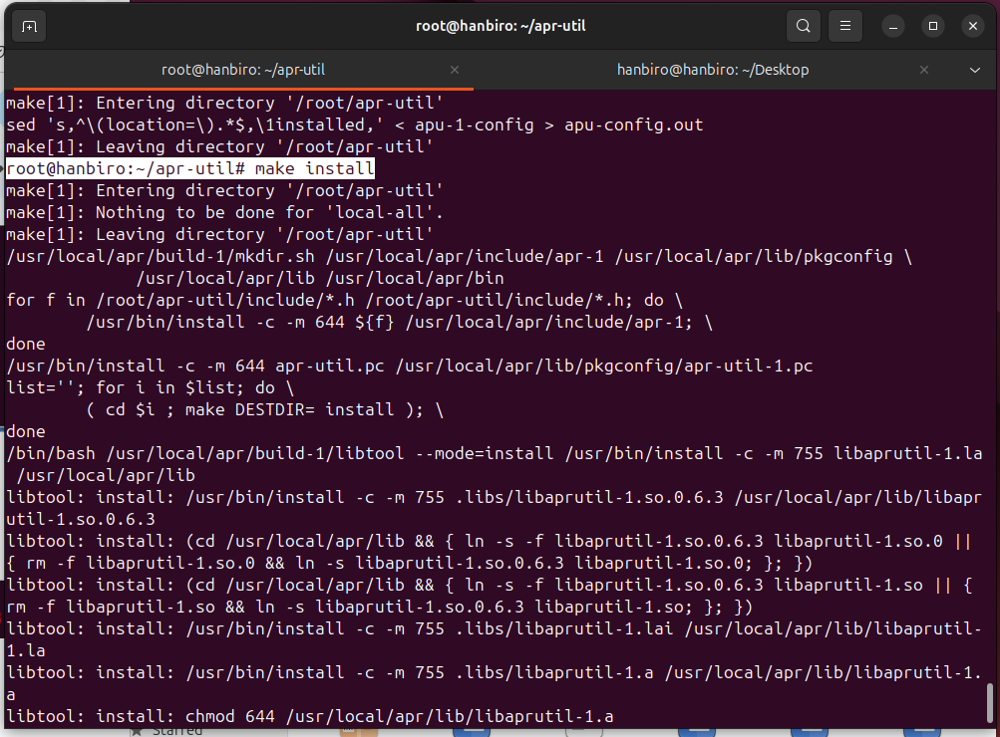 root@hanbiro: ~/apr-util
root@hanbiro: ~/apr-util
hanbiro@hanbiro: ~/Desktop
make[1]: Entering directory '/root/apr-util'
sed 's,^\(location=\).*$,\1installed,' < apu-1-config > apu-config.out
make[1]: Leaving directory '/root/apr-util'
root@hanbiro:~/apr-util# make install
make[1]: Entering directory '/root/apr-util'
make[1]: Nothing to be done for 'local-all'.
make[1]: Leaving directory '/root/apr-util'
/usr/local/apr/build-1/mkdir.sh /usr/local/apr/include/apr-1 /usr/local/apr/lib/pkgconfig \
/usr/local/apr/lib /usr/local/apr/bin
for f in /root/apr-util/include/*.h /root/apr-util/include/*.h; do \
/usr/bin/install -c -m 644 ${f} /usr/local/apr/include/apr-1; \
done
/usr/bin/install -c -m 644 apr-util.pc /usr/local/apr/lib/pkgconfig/apr-util-1.pc
list=''; for i in $list; do \
( cd $i ; make DESTDIR= install ); \
done
/bin/bash /usr/local/apr/build-1/libtool --mode=install /usr/bin/install -c -m 755 libaprutil-1.la
/usr/local/apr/lib
libtool: install: /usr/bin/install -c -m 755 .libs/libaprutil-1.so.0.6.3 /usr/local/apr/lib/libapr
util-1.so.0.6.3
libtool: install: (cd /usr/local/apr/lib && { ln -s -f libaprutil-1.so.0.6.3 libaprutil-1.so.0 ||
{ rm -f libaprutil-1.so.0 && ln -s libaprutil-1.so.0.6.3 libaprutil-1.so.0; }; })
libtool: install: (cd /usr/local/apr/lib && { ln -s -f libaprutil-1.so.0.6.3 libaprutil-1.so || {
rm -f libaprutil-1.so && ln -s libaprutil-1.so.0.6.3 libaprutil-1.so; }; })
libtool: install: /usr/bin/install -c -m 755 .libs/libaprutil-1.lai /usr/local/apr/lib/libaprutil-
1.la
libtool: install: /usr/bin/install -c -m 755 .libs/libaprutil-1.a /usr/local/apr/lib/libaprutil-1.
a
libtool: install: chmod 644 /usr/local/apr/lib/libaprutil-1.a
Starred